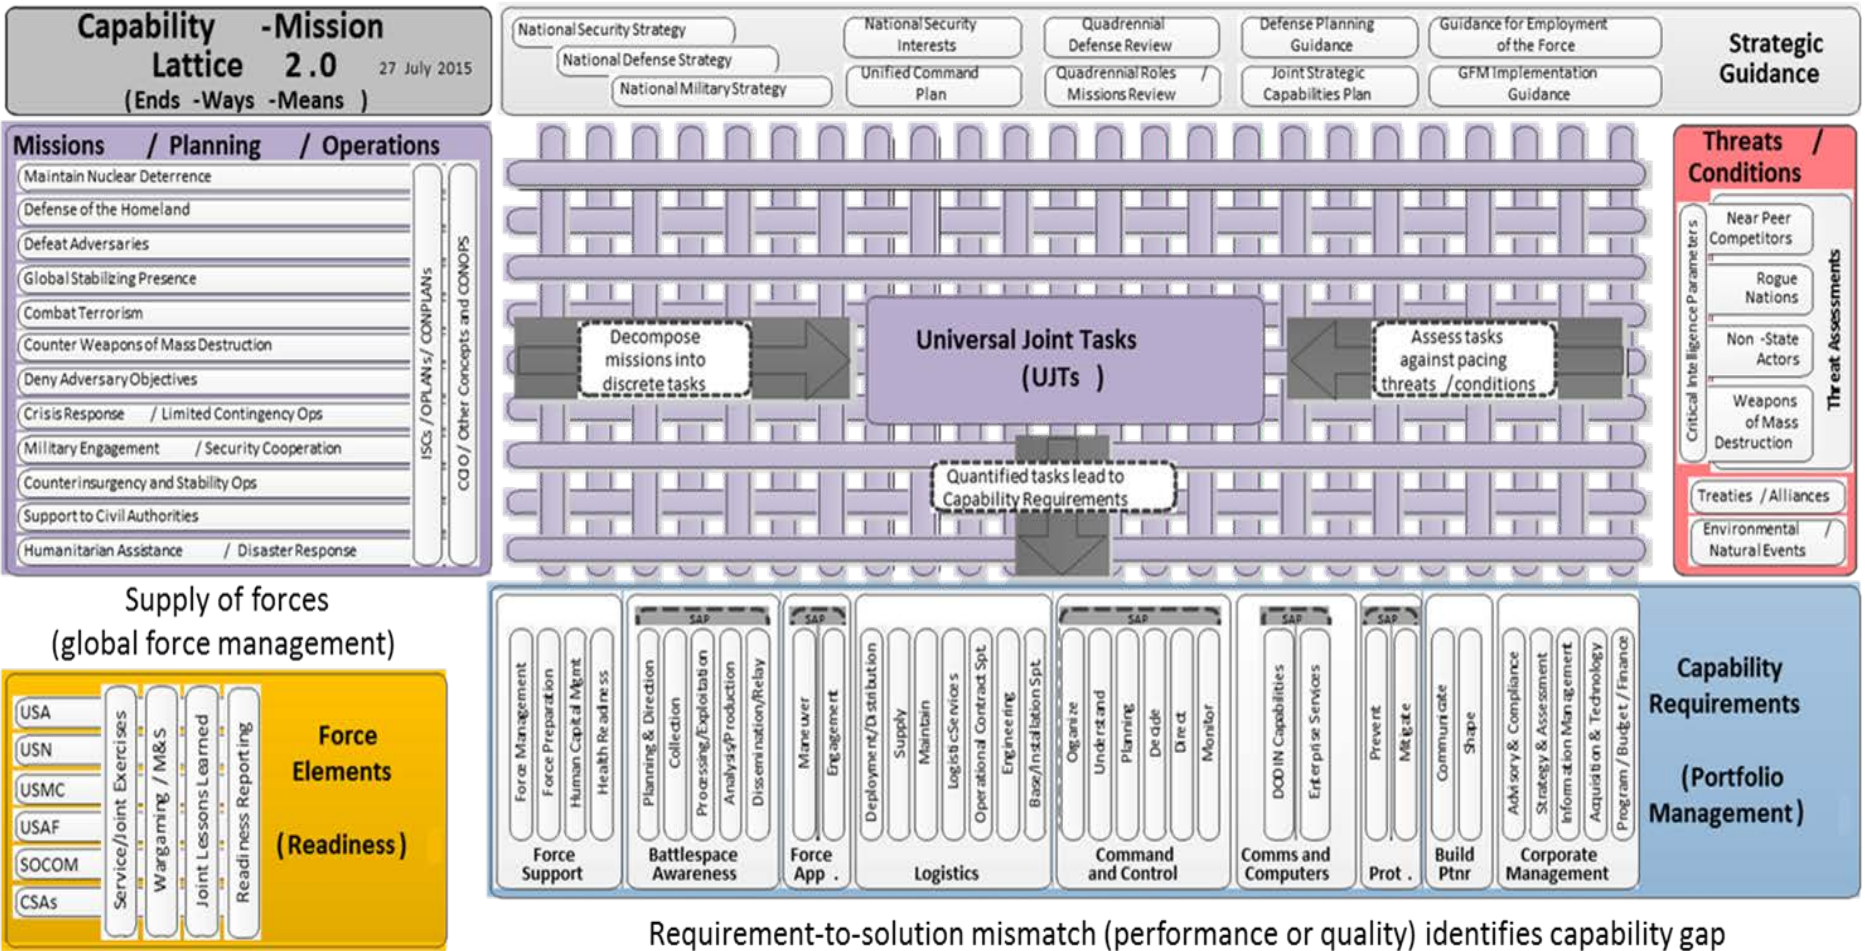 Capability -Mission
Lattice 2.0 27 July 2015
(Ends -Ways -Means )
National Security Strategy
National Defense Strategy
National Military Strategy
National Security
Interests
Unified Command
Plan
Quadrennial
Defense Review
Quadrennial Roles /
Missions Review
Defense Planning
Guidance
Joint Strategic
Capabilities Plan
Guidance for Employment
of the Force
GFM Implementation
Guidance
Strategic
Guidance
Missions / Planning / Operations
Maintain Nuclear Deterrence
Defense of the Homeland
Defeat Adversaries
Global Stabilizing Presence
Combat Terrorism
Counter Weapons of Mass Destruction
Deny Adversary Objectives
Crisis Response / Limited Contingency Ops
Military Engagement / Security Cooperation
Counterinsurgency and Stability Ops
Support to Civil Authorities
Humanitarian Assistance / Disaster Response
ISCs / OPLANs / CONPLANs
CCJO / Other Concepts and CONOPS
Decompose
missions into
discrete tasks
Universal Joint Tasks
(UJTs )
Assess tasks
against pacing
threats /conditions
Quantified tasks lead to
Capability Requirements
Threats /
Conditions
Critical Intelligence Parameters
Near Peer
Competitors
Rogue
Nations
Non -State
Actors
Weapons
of Mass
Destruction
Threat Assessments
Treaties / Alliances
Environmental /
Natural Events
Supply of forces
(global force management)
USA
USN
USMC
USAF
SOCOM
CSAs
Service/Joint Exercises
Wargaming / M&S
Joint Lessons Learned
Readiness Reporting
Force
Elements
(Readiness)
Force Management
Force Preparation
Human Capital Mgmt
Health Readiness
Force
Support
SAP
Planning & Direction
Collection
Processing/Exploitation
Analysis/Production
Dissemination/Relay
Battlespace
Awareness
SAP
Maneuver
Engagement
Force
App .
Deployment/Distribution
Supply
Maintain
Logistic Services
Operational Contract Spt.
Engineering
Base/Installation Spt.
Logistics
SAP
Organize
Understand
Planning
Decide
Direct
Monitor
Command
and Control
SAP
DODIN Capabilities
Enterprise Services
Comms and
Computers
SAP
Prevent
Mitigate
Prot .
Communicate
Shape
Build
Ptnr
Advisory & Compliance
Strategy & Assessment
Information Management
Acquisition & Technology
Program / Budget / Finance
Corporate
Management
Capability
Requirements
(Portfolio
Management)
Requirement-to-solution mismatch (performance or quality) identifies capability gap